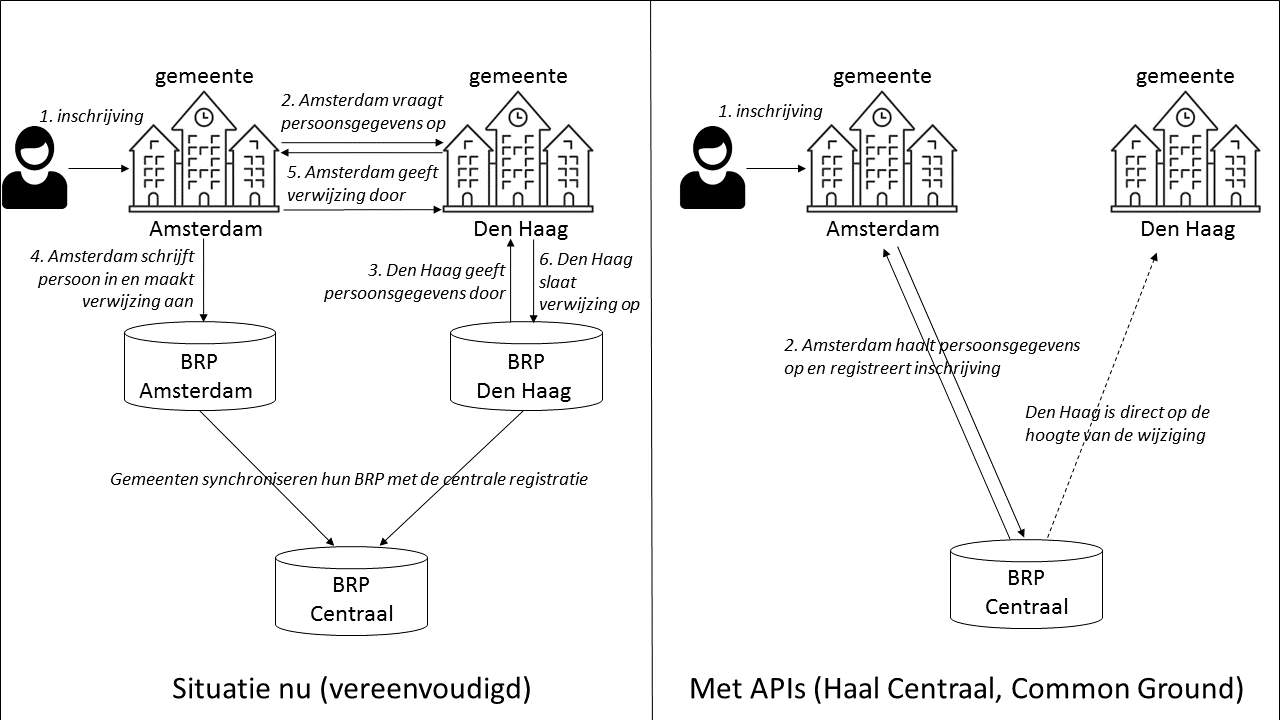 gemeente
gemeente
1. inschrijving
2. Amsterdam vraagt
persoonsgegevens op
5. Amsterdam geeft
verwijzing door
Amsterdam
Den Haag
4. Amsterdam schrijft
persoon in en maakt
verwijzing aan
3. Den Haag geeft
persoonsgegevens door
6. Den Haag
slaat
verwijzing op
BRP
Amsterdam
BRP
Den Haag
Gemeenten synchroniseren hun BRP met de centrale registratie
BRP
Centraal
Situatie nu (vereenvoudigd)
gemeente
gemeente
1. inschrijving
Amsterdam
Den Haag
2. Amsterdam haalt persoonsgegevens
op en registreert inschrijving
Den Haag is direct op de
hoogte van de wijziging
BRP
Centraal
Met APIs (Haal Centraal, Common Ground)